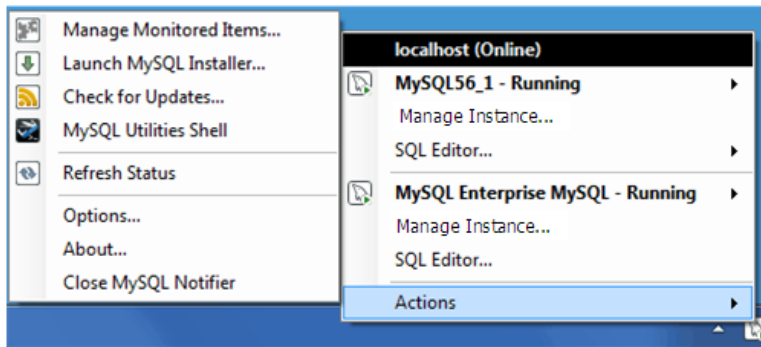 Manage Monitored Items...
Launch MySQL Installer...
Check for Updates...
MySQL Utilities Shell
Refresh Status
Options...
About...
Close MySQL Notifier
localhost (Online)
MySQL56_1 - Running
Manage Instance...
SQL Editor...
MySQL Enterprise MySQL - Running
Manage Instance...
SQL Editor...
Actions